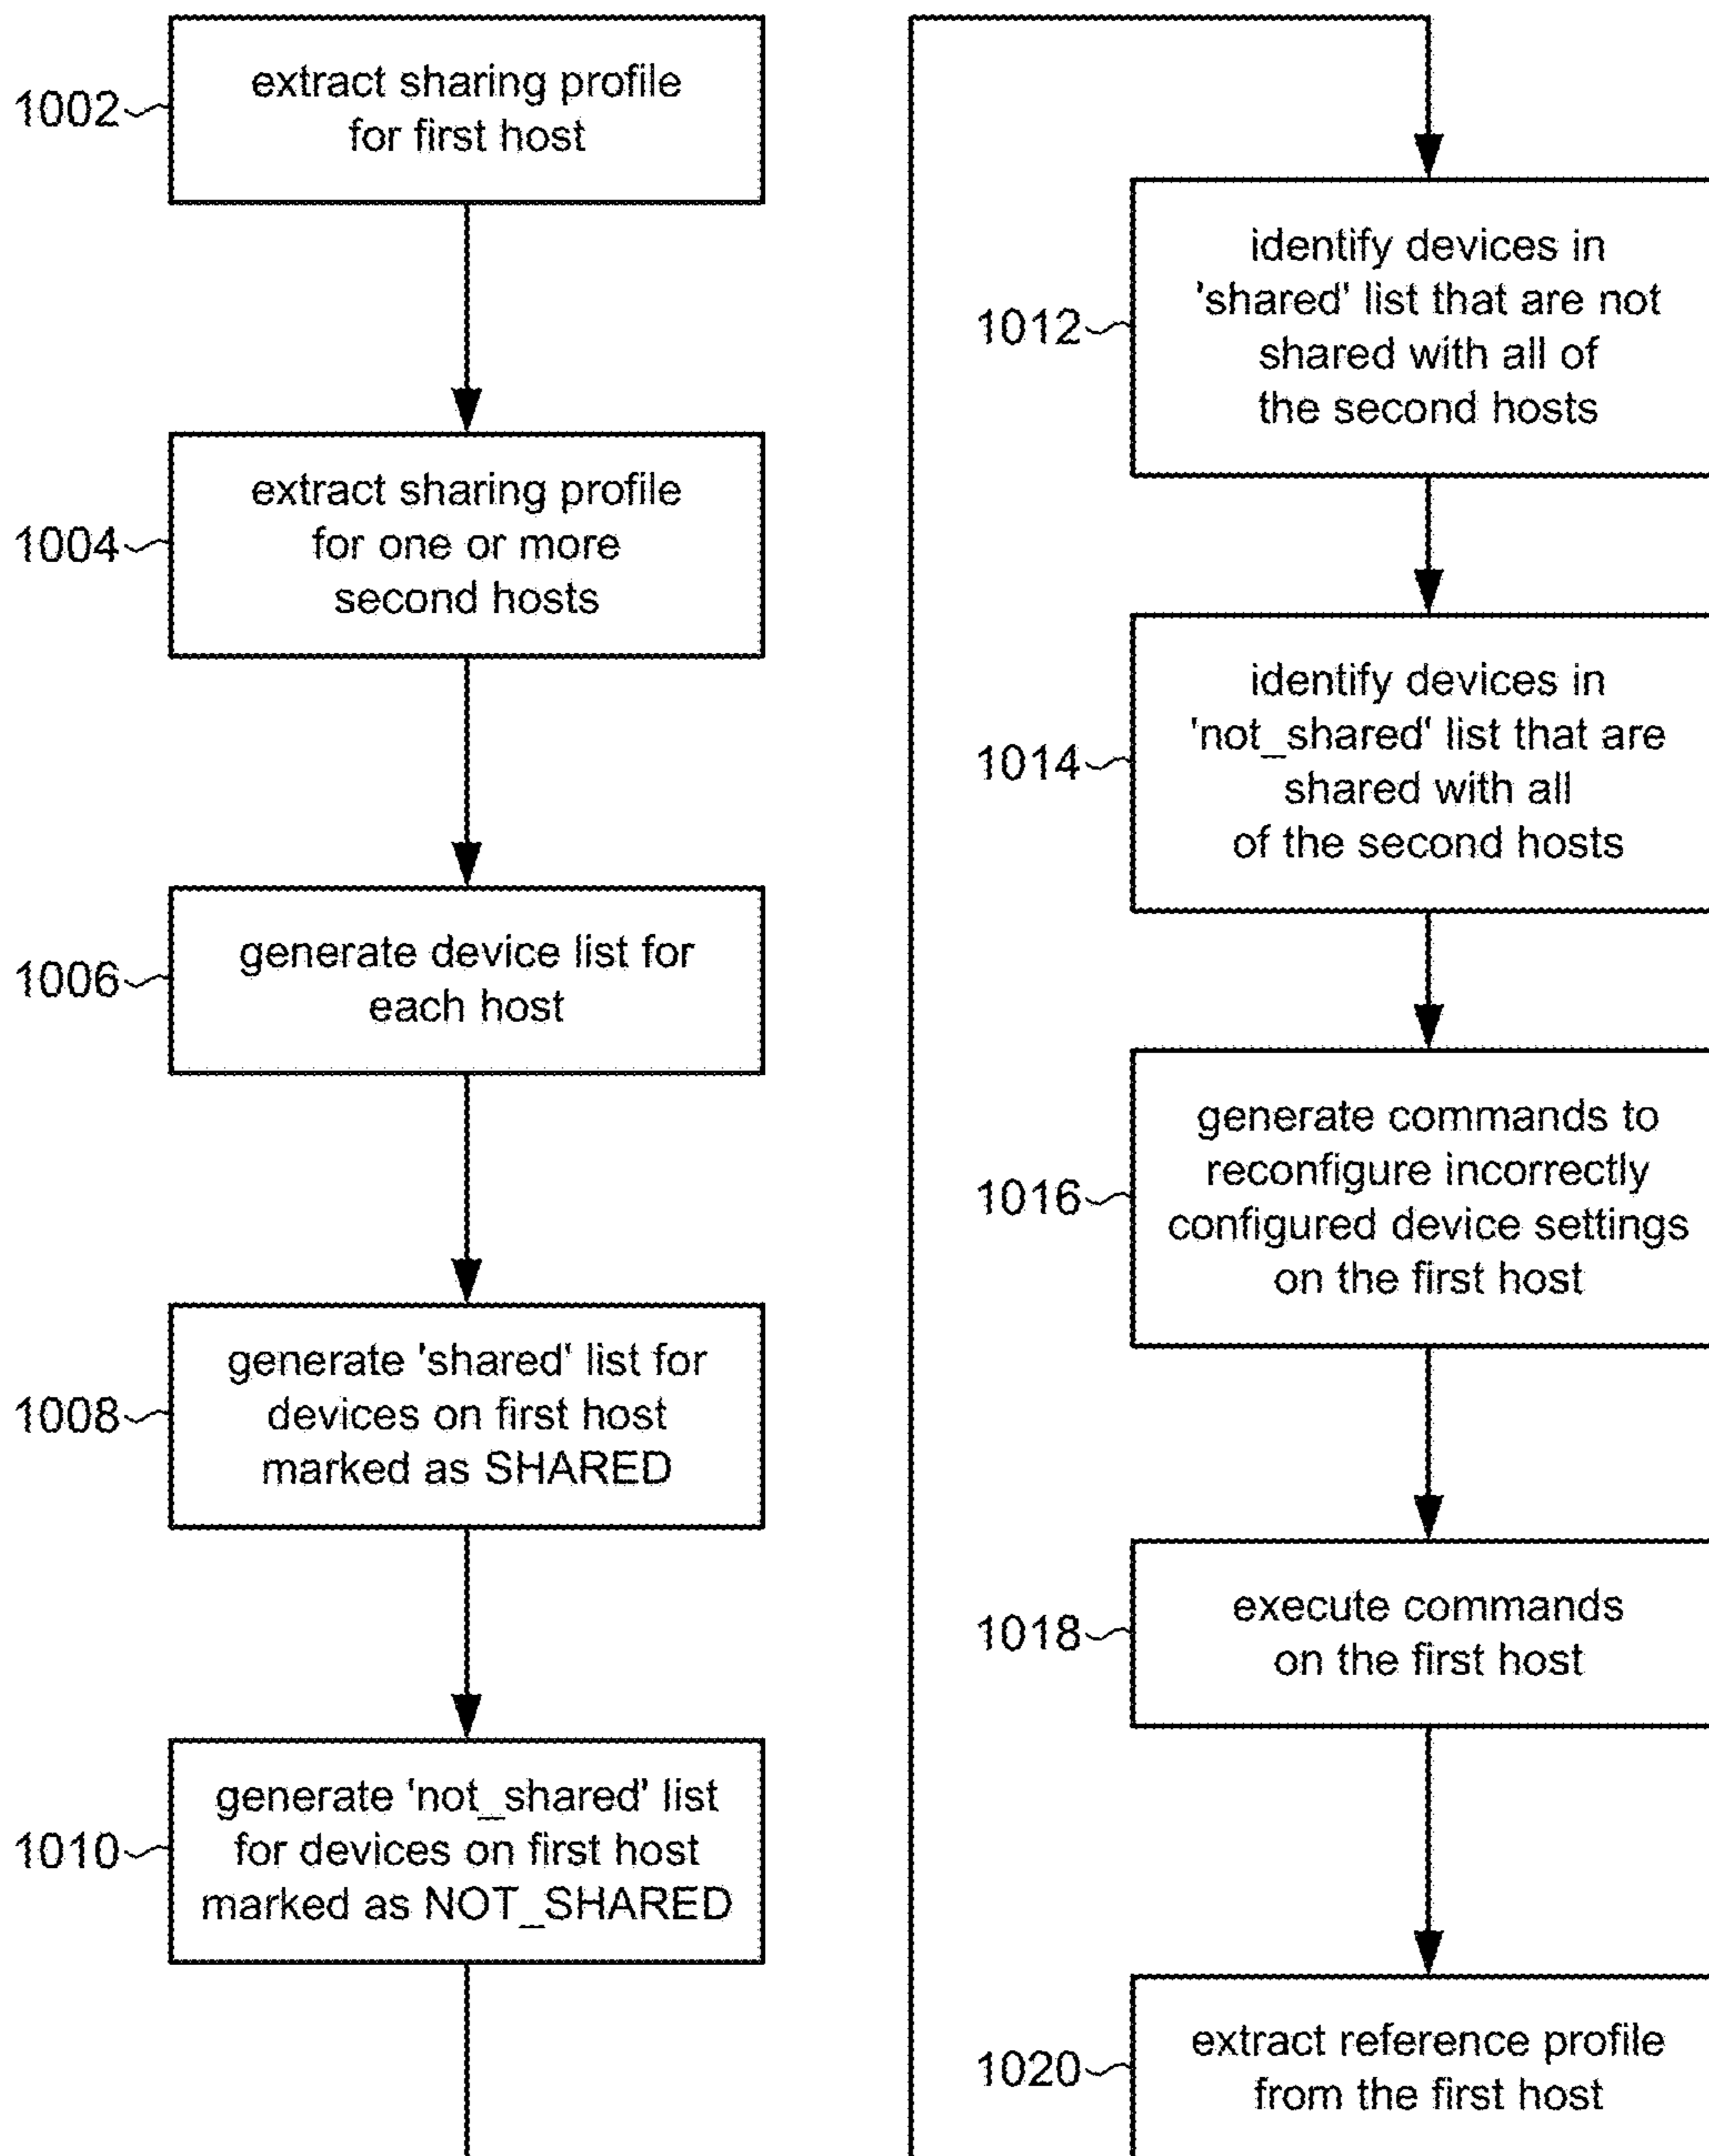 1002
extract sharing profile
for first host
1004
extract sharing profile
for one or more
second hosts
1006
generate device list for
each host
1008
generate 'shared' list for
devices on first host
marked as SHARED
1010
generate 'not_shared' list
for devices on first host
marked as NOT_SHARED
1012
identify devices in
'shared' list that are not
shared with all of
the second hosts
1014
identify devices in
'not_shared' list that are
shared with all
of the second hosts
1016
generate commands to
reconfigure incorrectly
configured device settings
on the first host
1018
execute commands
on the first host
1020
extract reference profile
from the first host